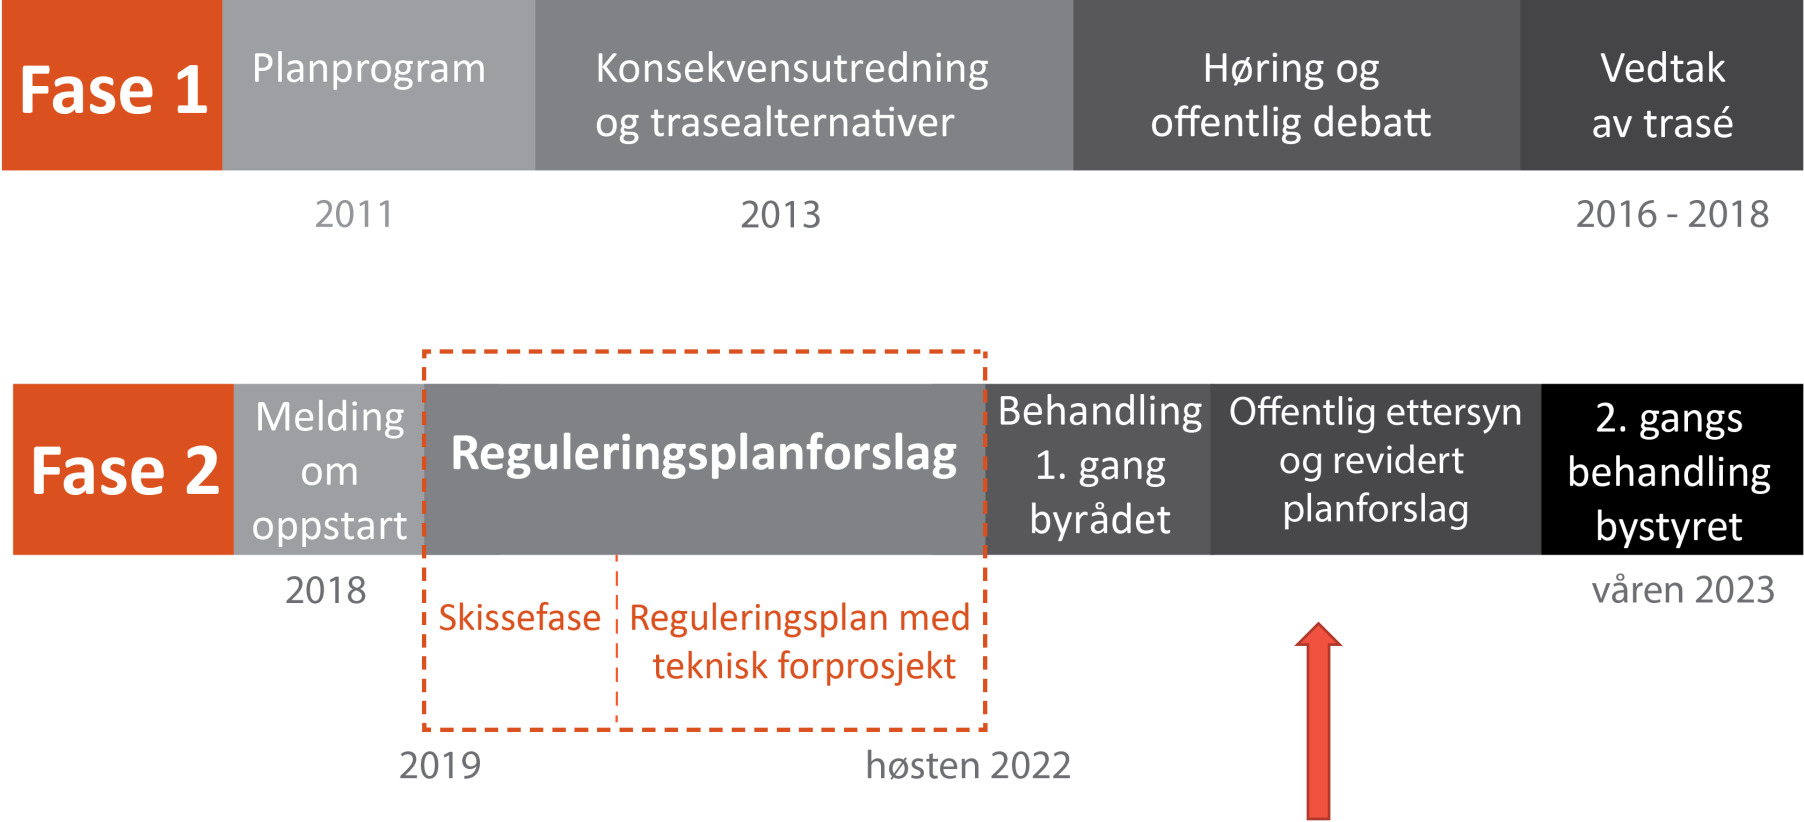 Fase 1
Planprogram
2011
Konsekvensutredning
og trasealternativer
2013
Høring og
offentlig debatt
Vedtak
av trasé
2016 - 2018
Fase 2
Melding
om
oppstart
2018
Reguleringsplanforslag
Skissefase
Reguleringsplan med
teknisk forprosjekt
2019
høsten 2022
Behandling
1. gang
byrådet
Offentlig ettersyn
og revidert
planforslag
2. gangs
behandling
bystyret
våren 2023